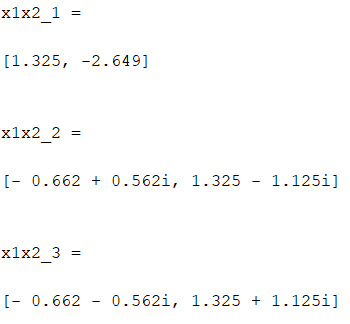 x1x2_1 =
[1.325, -2.649]
x1x2_2 =
[- 0.662 + 0.562i, 1.325 - 1.125i]
x1x2_3 =
[- 0.662 - 0.562i, 1.325 + 1.125i]